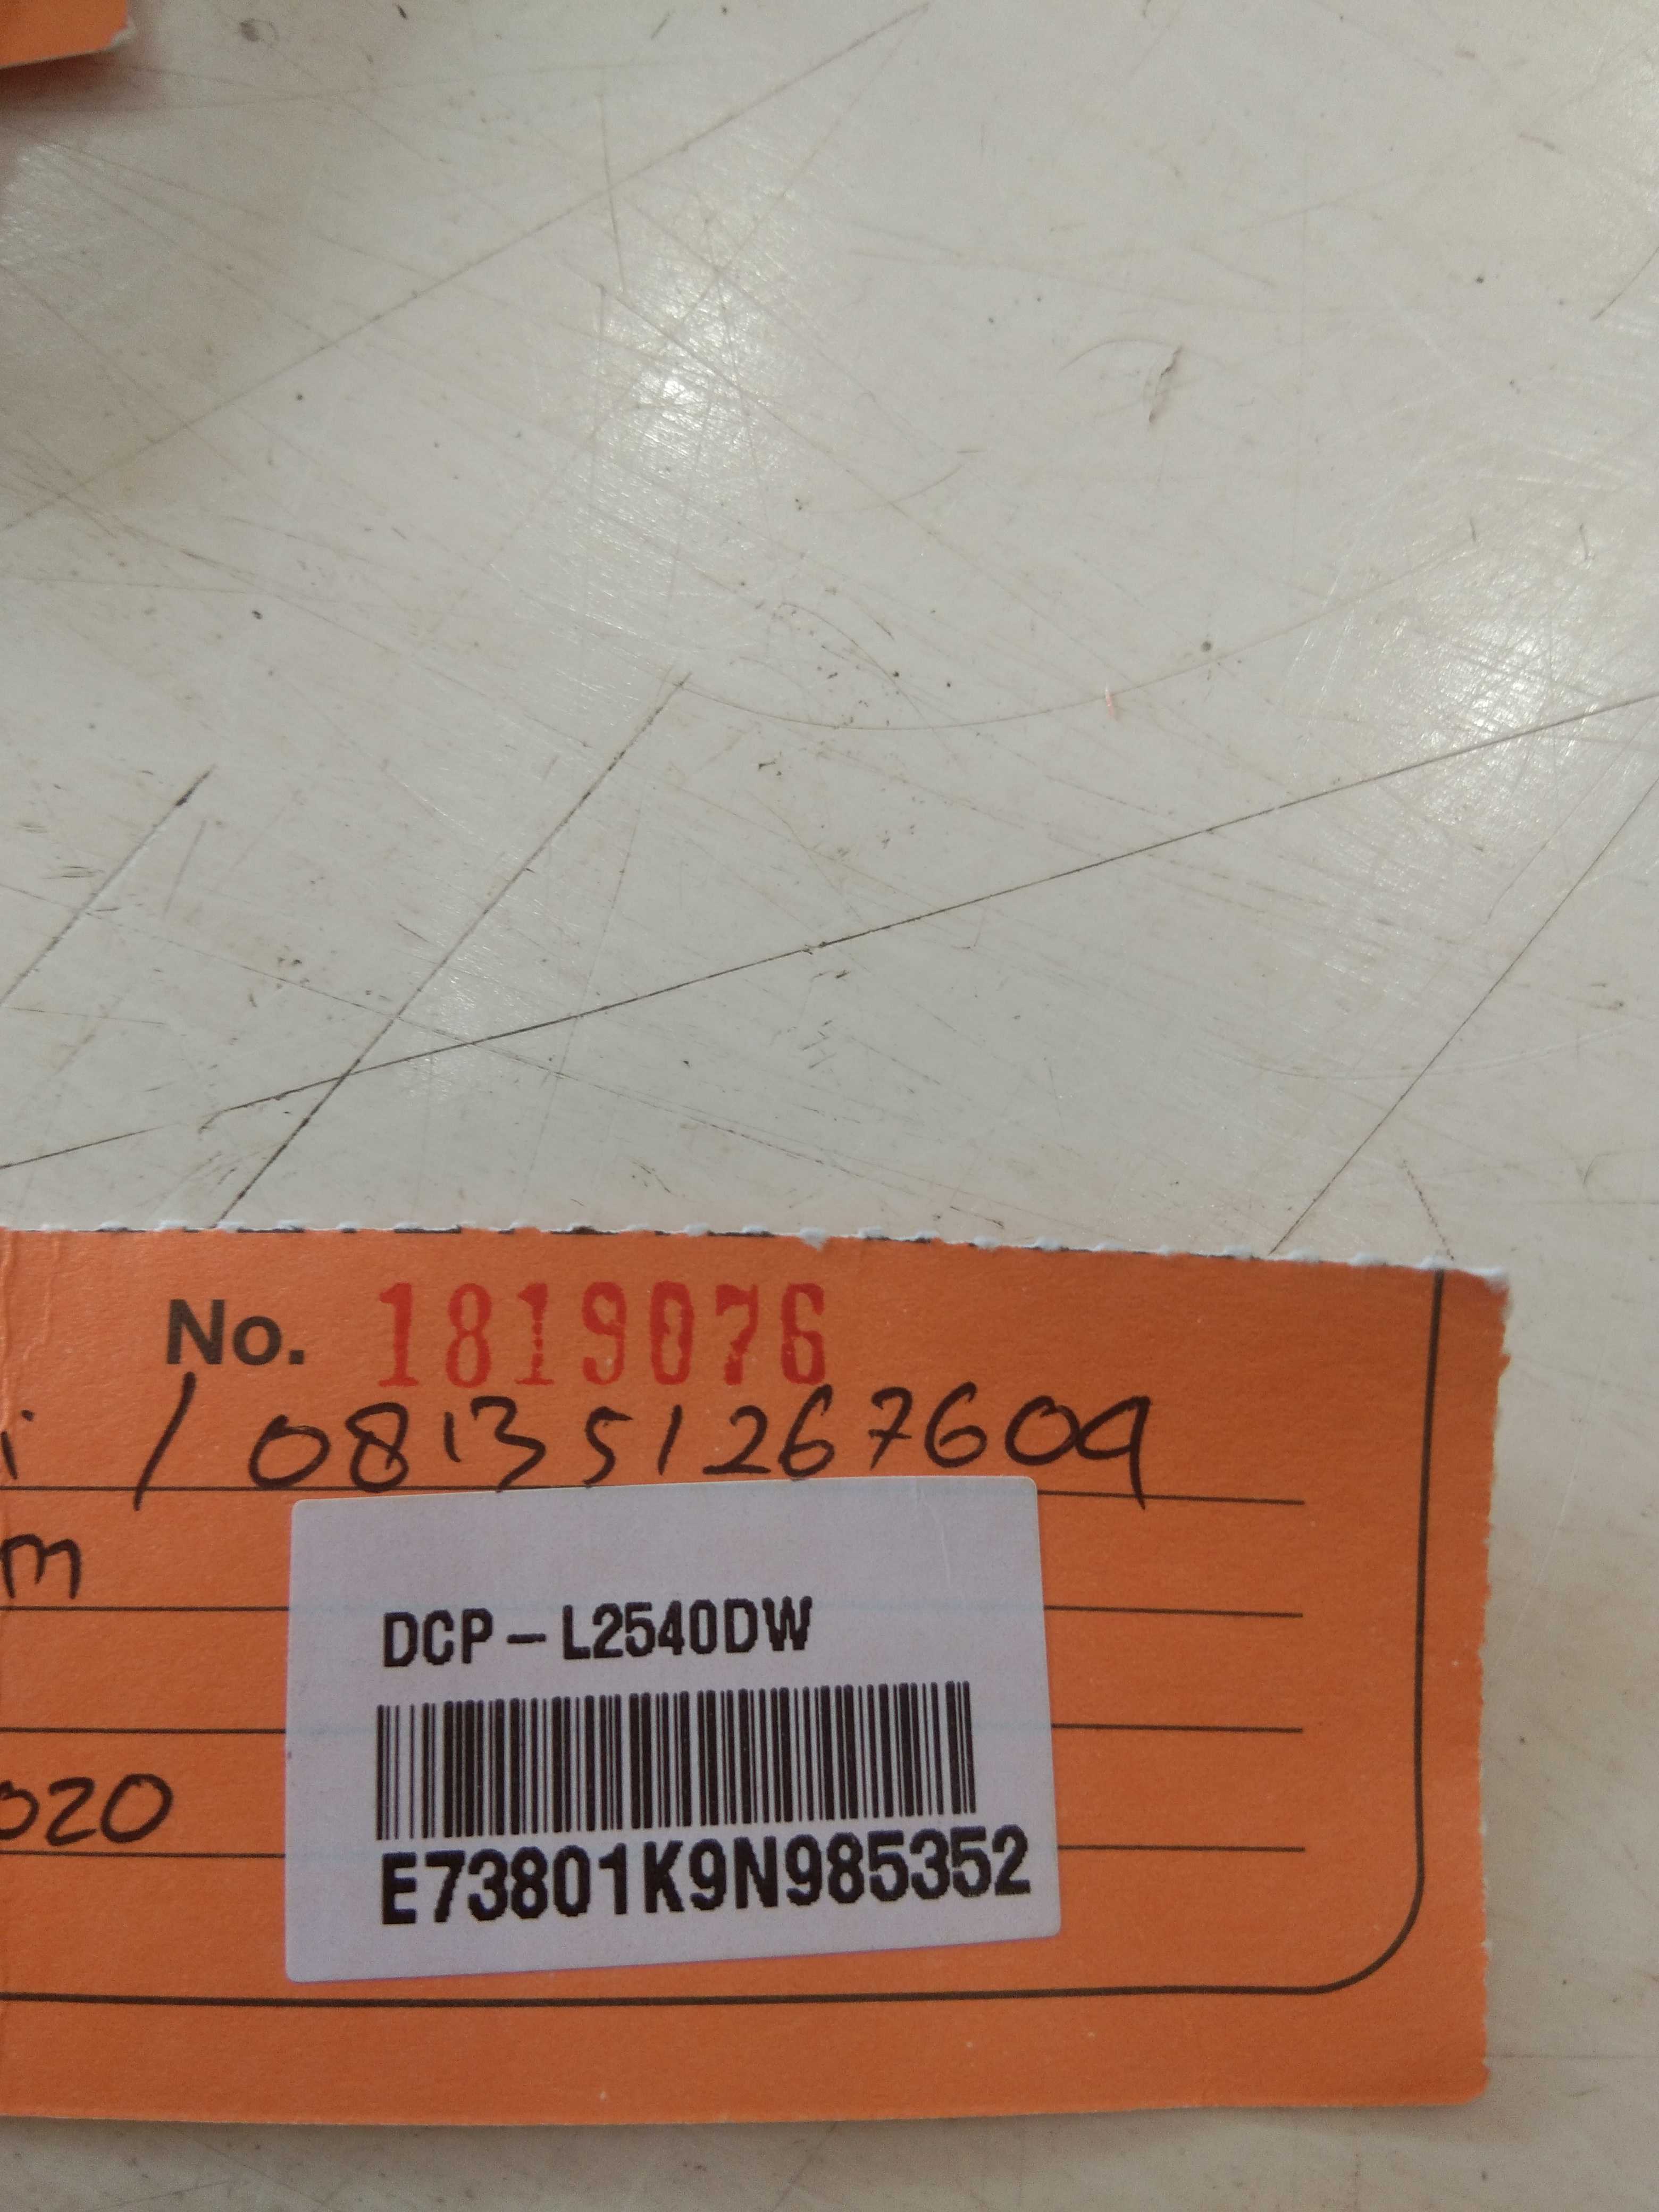 No. 1819076
i / 081351267609
m
DCP-L2540DW
020
E73801K9N985352